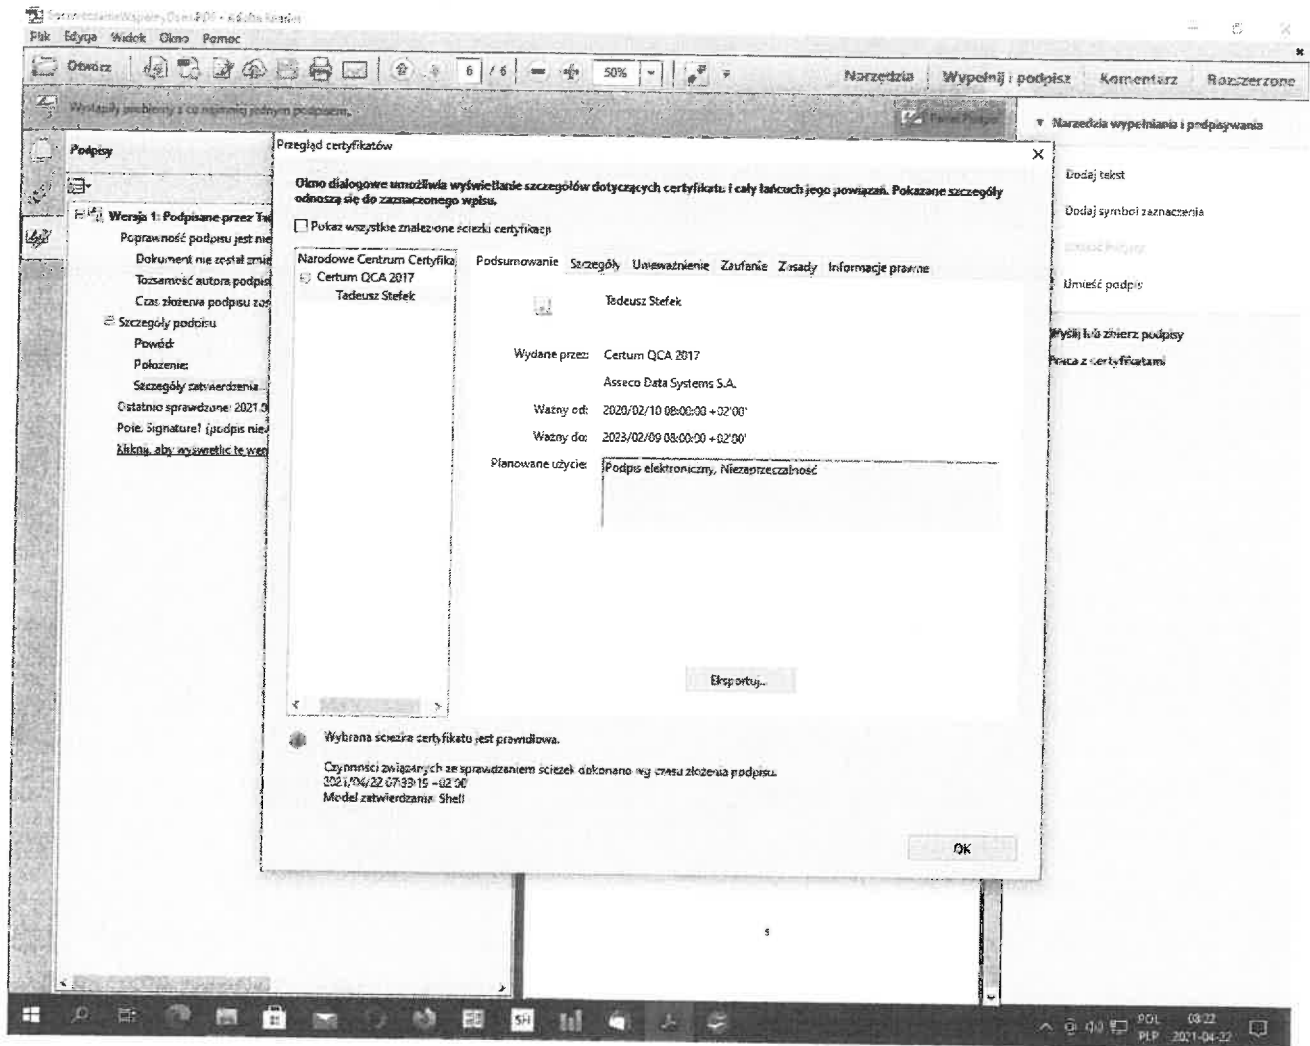 Plik Edycja Widok Okno Pomoc
Otwórz 6 / 6 50% Narzędzia Wypełnij i podpisz Komentarz Rozszerzone
Wystąpiły problemy z co najmniej jednym podpisem.
Narzędzia wypełniania i podpisywania
Podpisy
Przegląd certyfikatów
Okno dialogowe umożliwia wyświetlanie szczegółów dotyczących certyfikatu i cały łańcuch jego powiązań. Pokazane szczegóły
odnoszą się do zaznaczonego wpisu.
Pokaż wszystkie znalezione ścieżki certyfikacji
Dodaj tekst
Dodaj symbol zaznaczenia
Umieść podpis
Wyślij lub zbierz podpisy
Praca z certyfikatami
Wersja 1: Podpisane przez Ta
Poprawność podpisu jest nie
Dokument nie został zmie
Tożsamość autora podpis
Czas złożenia podpisu zos
Szczegóły podpisu
Powód:
Położenie:
Szczegóły zatwierdzenia
Ostatnio sprawdzone: 2021.0
Pole: Signature1 (podpis nie
Kliknij, aby wyświetlić tę wer
Narodowe Centrum Certyfika
Certum QCA 2017
Tadeusz Stefek
Podsumowanie Szczegóły Unieważnienie Zaufanie Zasady Informacje prawne
Tadeusz Stefek
Wydane przez: Certum QCA 2017
Asseco Data Systems S.A.
Ważny od: 2020/02/10 08:00:00 +02'00'
Ważny do: 2023/02/09 08:00:00 +02'00'
Planowane użycie: Podpis elektroniczny, Niezaprzeczalność
Eksportuj...
Wybrana ścieżka certyfikatu jest prawidłowa.
Czynności związanych ze sprawdzaniem ścieżek dokonano wg czasu złożenia podpisu.
2021/04/22 07:33:15 +02'00'
Model zatwierdzania: Shell
OK
5
POL 08:22
PLP 2021-04-22